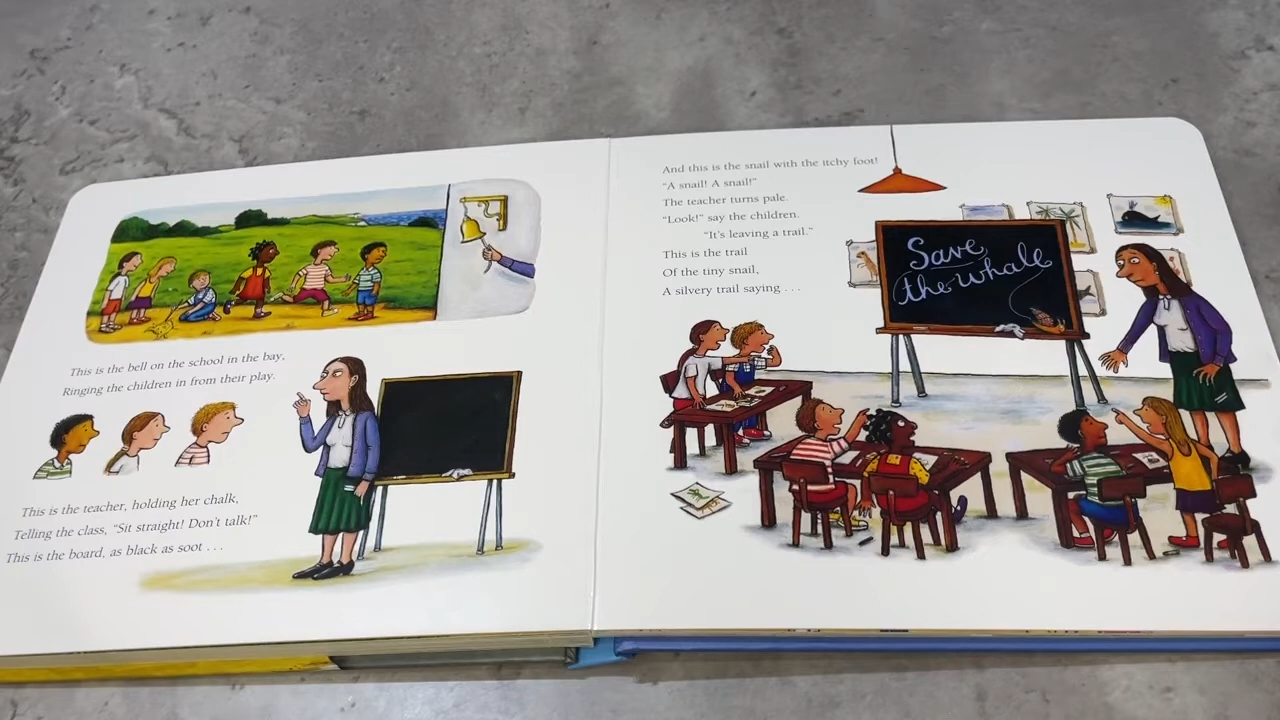 This is the bell on the school in the bay,
Ringing the children in from their play.
This is the teacher, holding her chalk,
Telling the class, “Sit straight! Don’t talk!”
This is the board, as black as soot . . .
And this is the snail with the itchy foot!
“A snail! A snail!”
The teacher turns pale.
“Look!” say the children.
“It’s leaving a trail.”
This is the trail
Of the tiny snail,
A silvery trail saying . . .
Save
the whale